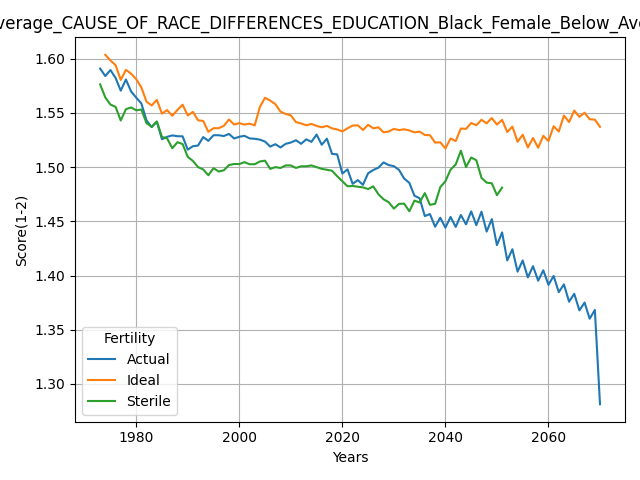 verage_CAUSE_OF_RACE_DIFFERENCES_EDUCATION_Black_Female_Below_Ave
1.60
1.55
1.50
1.45
1.40
1.35
1.30
Score(1-2)
Fertility
Actual
Ideal
Sterile
1980 2000 2020 2040 2060
Years